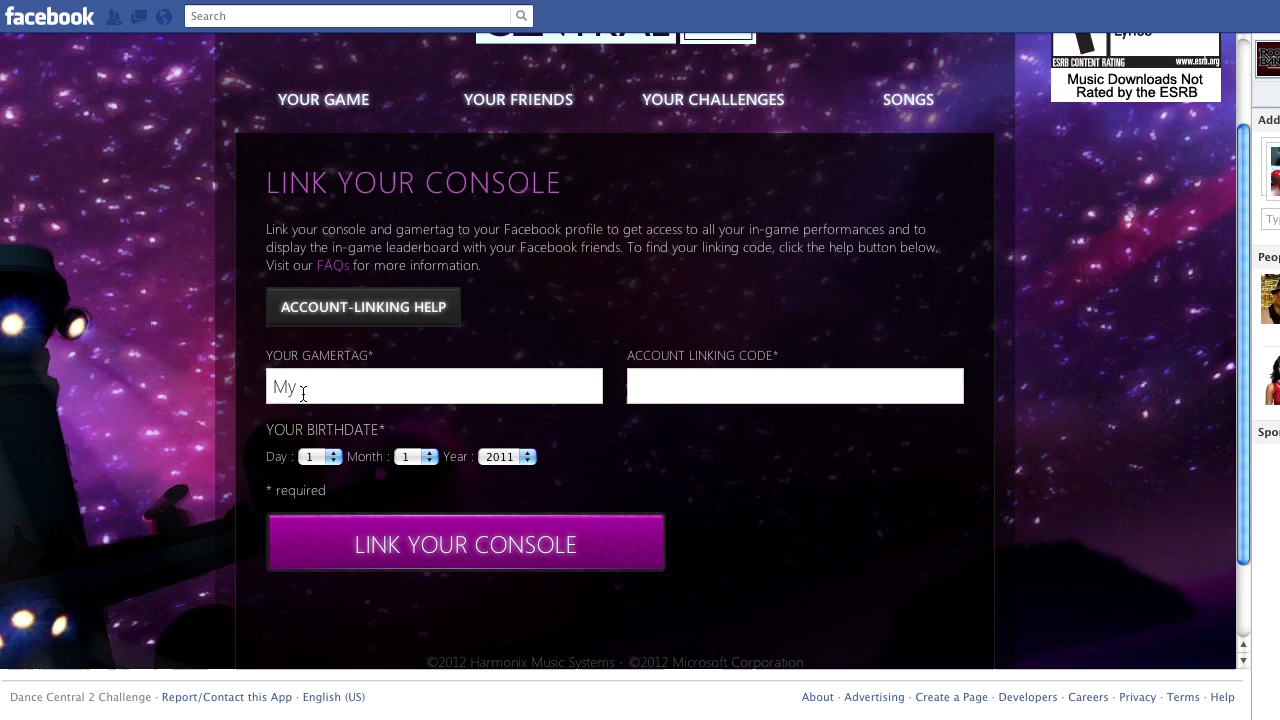 facebook
Search
CENTRAL
Lyrics
ESRB CONTENT RATING www.esrb.org
Music Downloads Not
Rated by the ESRB
YOUR GAME YOUR FRIENDS YOUR CHALLENGES SONGS
Add
LINK YOUR CONSOLE
Link your console and gamertag to your Facebook profile to get access to all your in-game performances and to
display the in-game leaderboard with your Facebook friends. To find your linking code, click the help button below.
Visit our FAQs for more information.
ACCOUNT-LINKING HELP
YOUR GAMERTAG* ACCOUNT LINKING CODE*
My
YOUR BIRTHDATE*
Day : 1 Month : 1 Year : 2011
* required
LINK YOUR CONSOLE
©2012 Harmonix Music Systems - ©2012 Microsoft Corporation
Dance Central 2 Challenge · Report/Contact this App · English (US)
About · Advertising · Create a Page · Developers · Careers · Privacy · Terms · Help